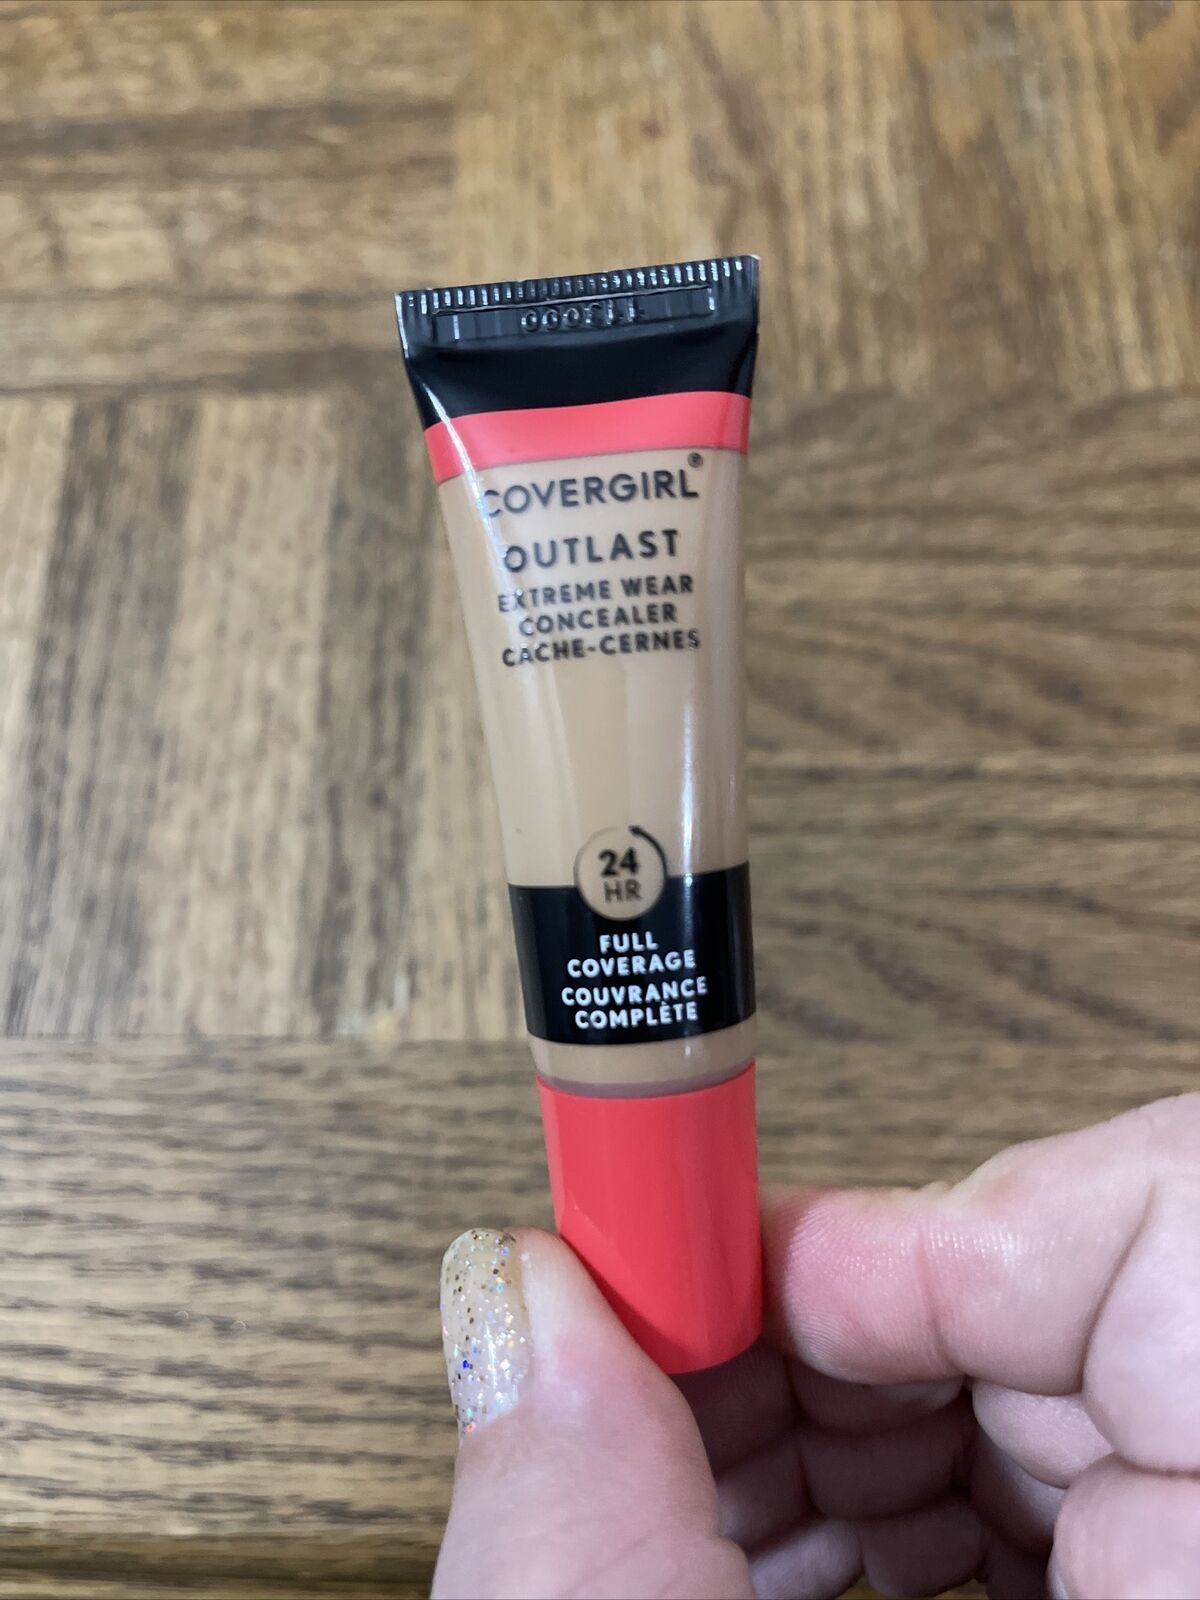 COVERGIRL®
OUTLAST
EXTREME WEAR
CONCEALER
CACHE-CERNES
24
HR
FULL
COVERAGE
COUVRANCE
COMPLÈTE